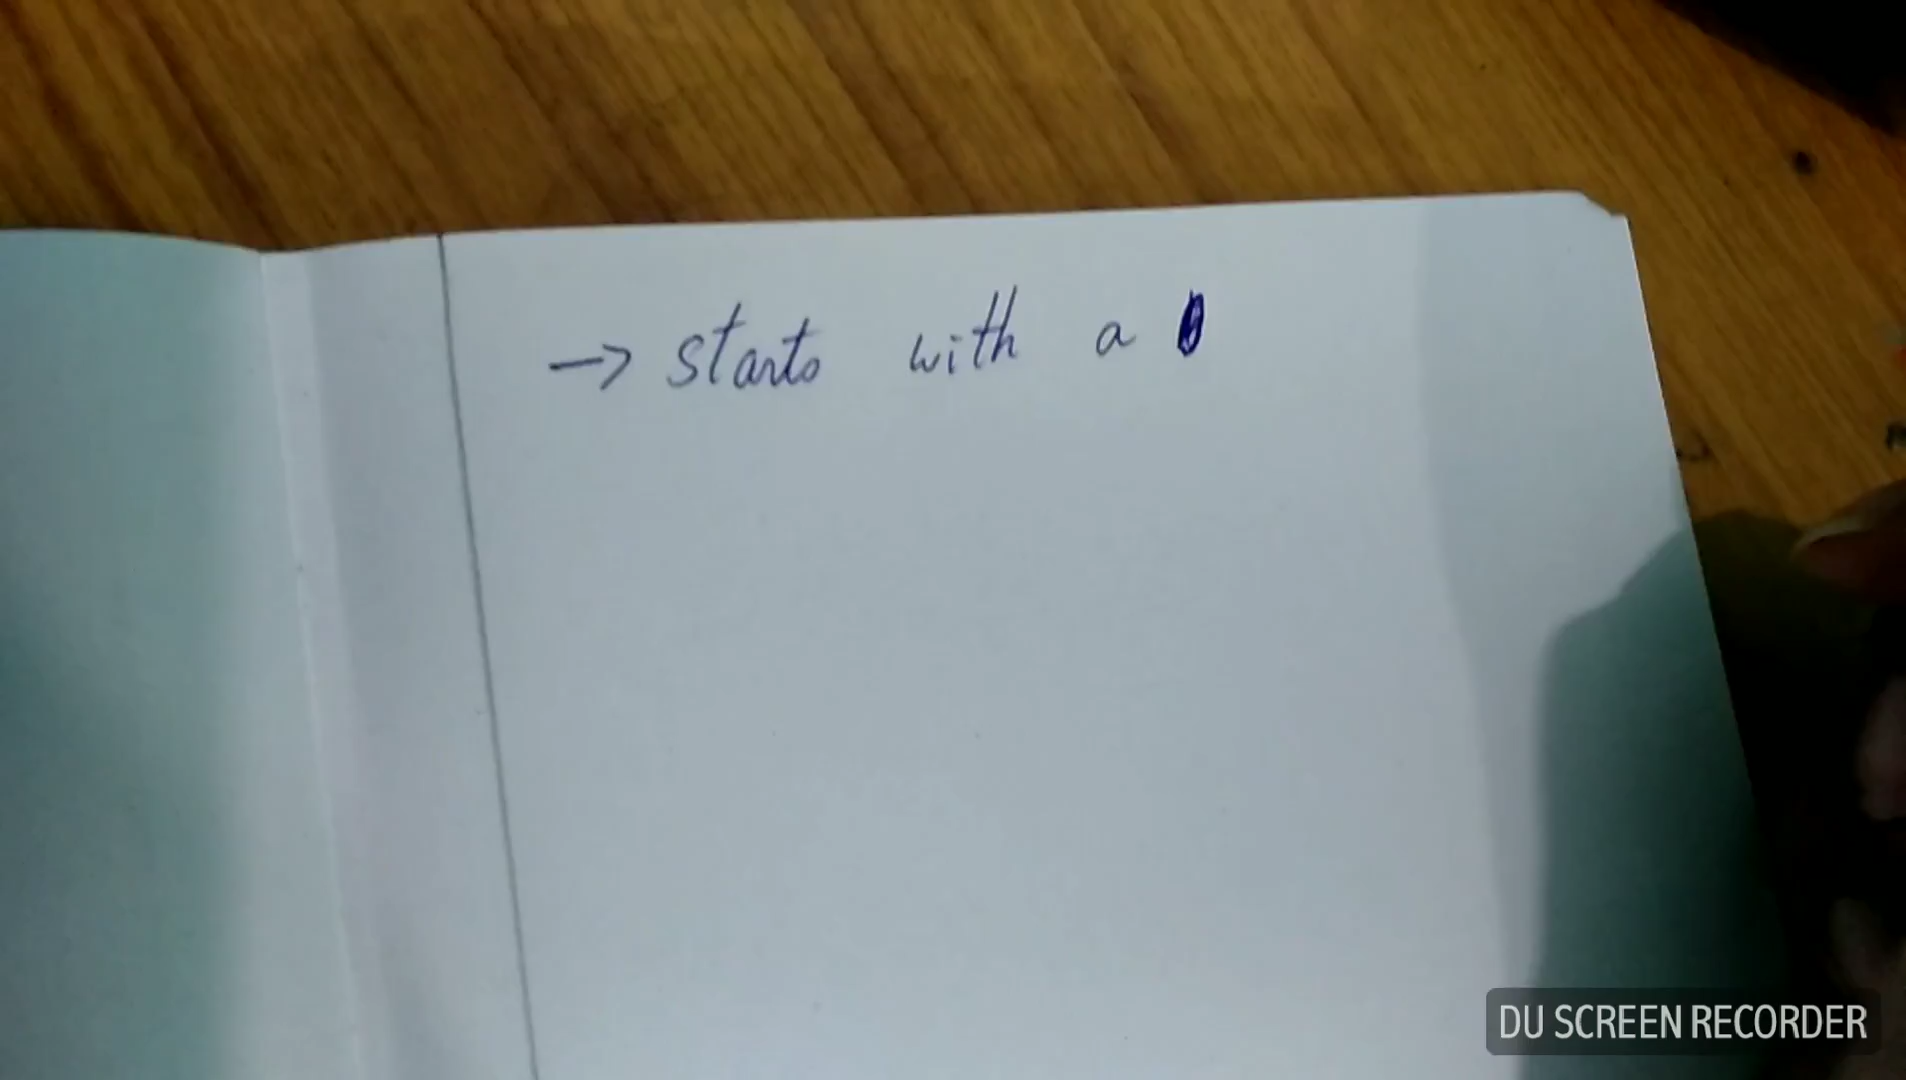 → starts with a
DU SCREEN RECORDER